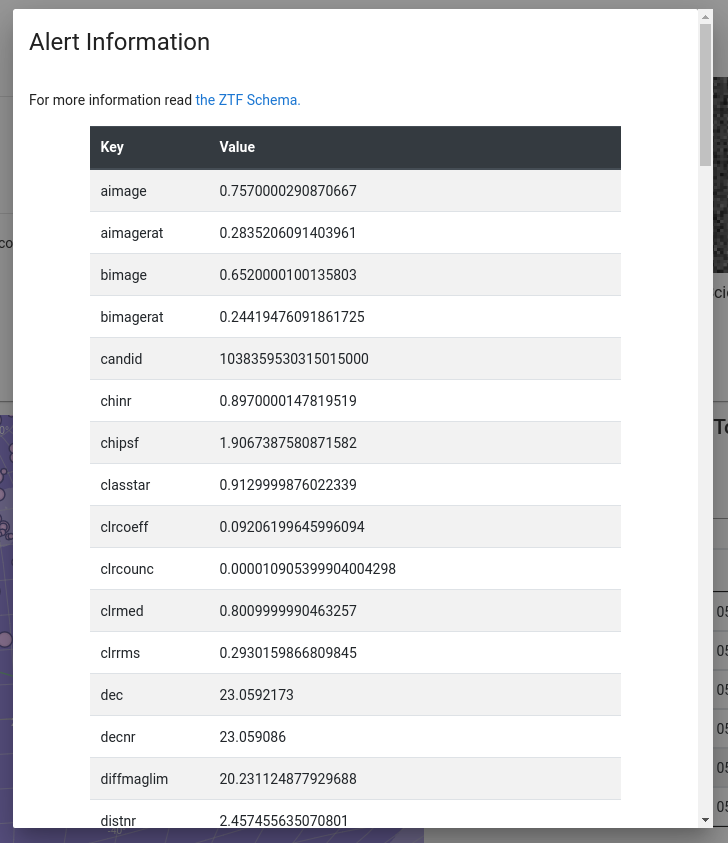 Alert Information
For more information read the ZTF Schema.
Key Value
aimage 0.7570000290870667
aimagerat 0.2835206091403961
bimage 0.6520000100135803
bimagerat 0.24419476091861725
candid 1038359530315015000
chinr 0.8970000147819519
chipsf 1.9067387580871582
classtar 0.9129999876022339
clrcoeff 0.09206199645996094
clrcounc 0.000010905399904004298
clrmed 0.8009999990463257
clrrms 0.2930159866809845
dec 23.0592173
decnr 23.059086
diffmaglim 20.231124877929688
distnr 2.457455635070801